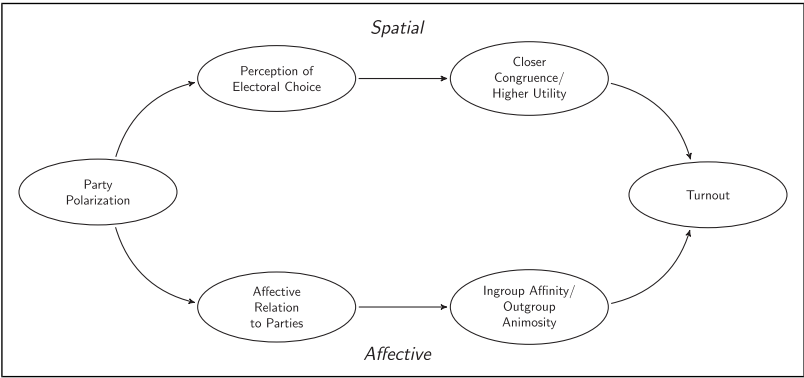 Spatial
Perception of
Electoral Choice
Closer
Congruence/
Higher Utility
Party
Polarization
Turnout
Affective
Relation
to Parties
Ingroup Affinity/
Outgroup
Animosity
Affective